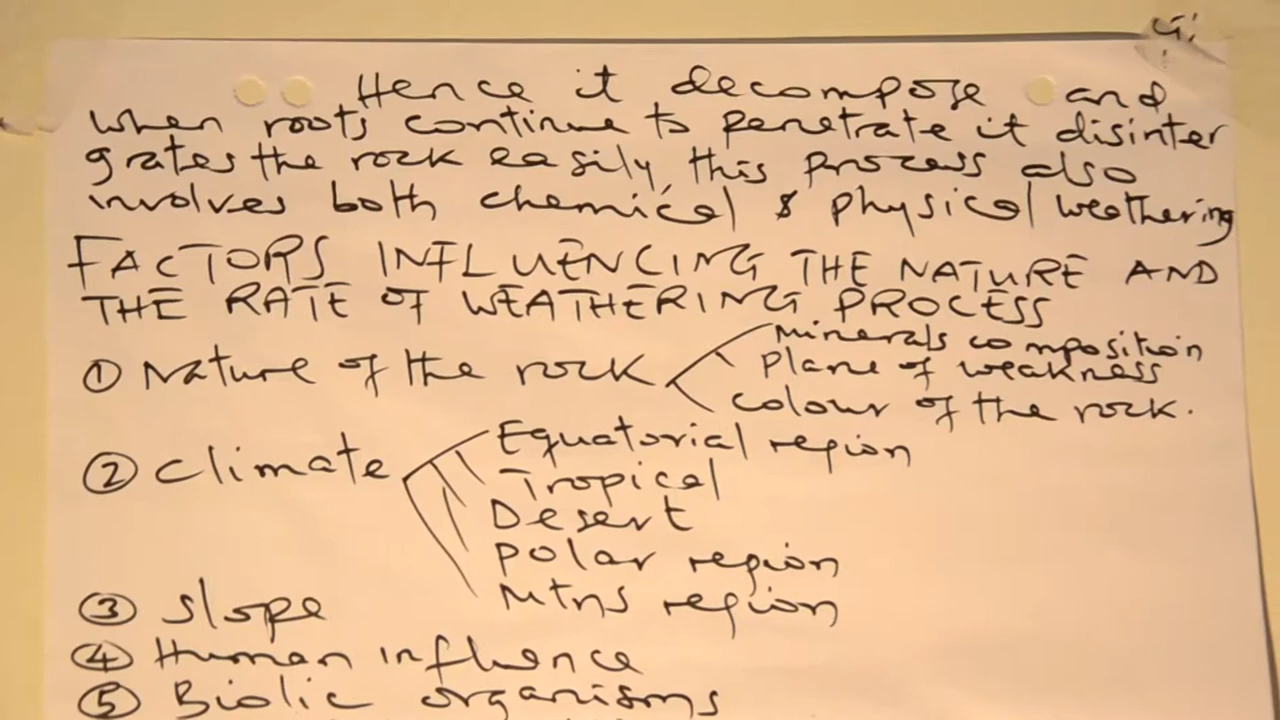 Hence it decompose and
when roots continue to penetrate it disinter
grates the rock easily, this process also
involves both chemical & physical weathering
FACTORS INFLUENCING THE NATURE AND
THE RATE OF WEATHERING PROCESS
① Nature of the rock
Minerals composition
Plane of weakness
colour of the rock.
② Climate
Equatorial region
Tropical
Desert
Polar region
Mtns region
③ Slope
④ Human influence
⑤ Biolic organisms